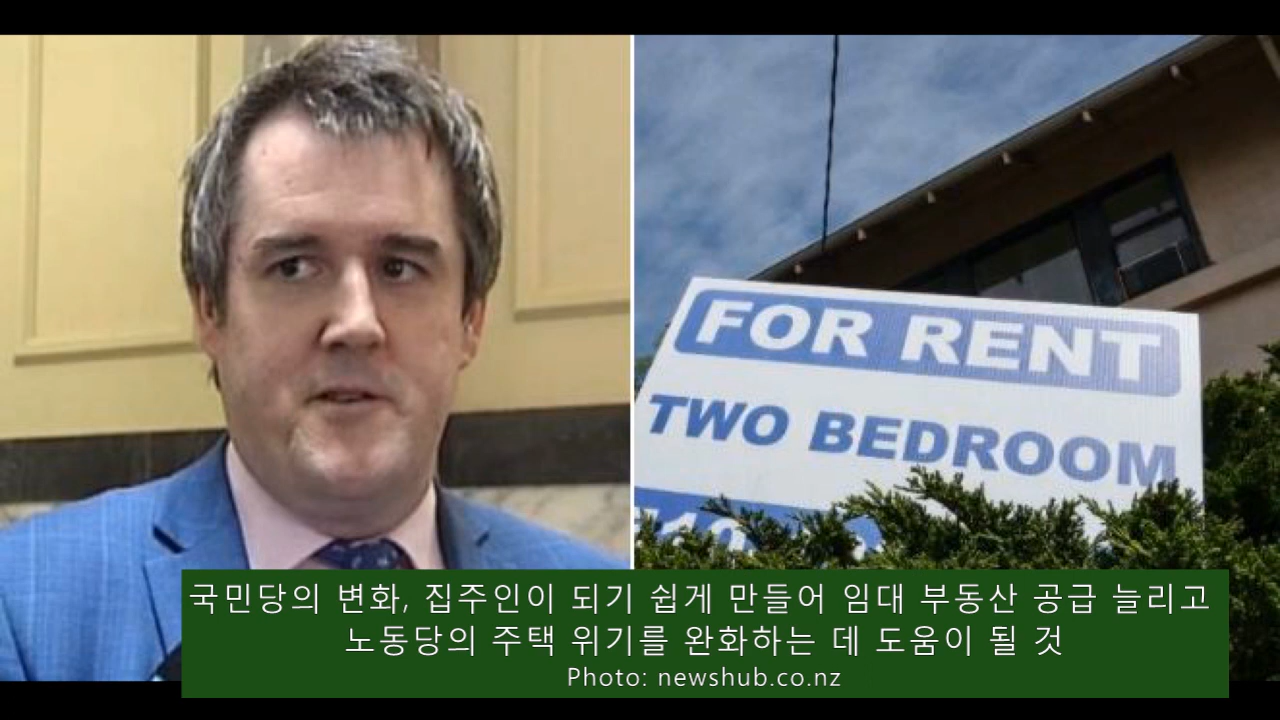 FOR RENT
TWO BEDROOM
국민당의 변화, 집주인이 되기 쉽게 만들어 임대 부동산 공급 늘리고
노동당의 주택 위기를 완화하는 데 도움이 될 것
Photo: newshub.co.nz